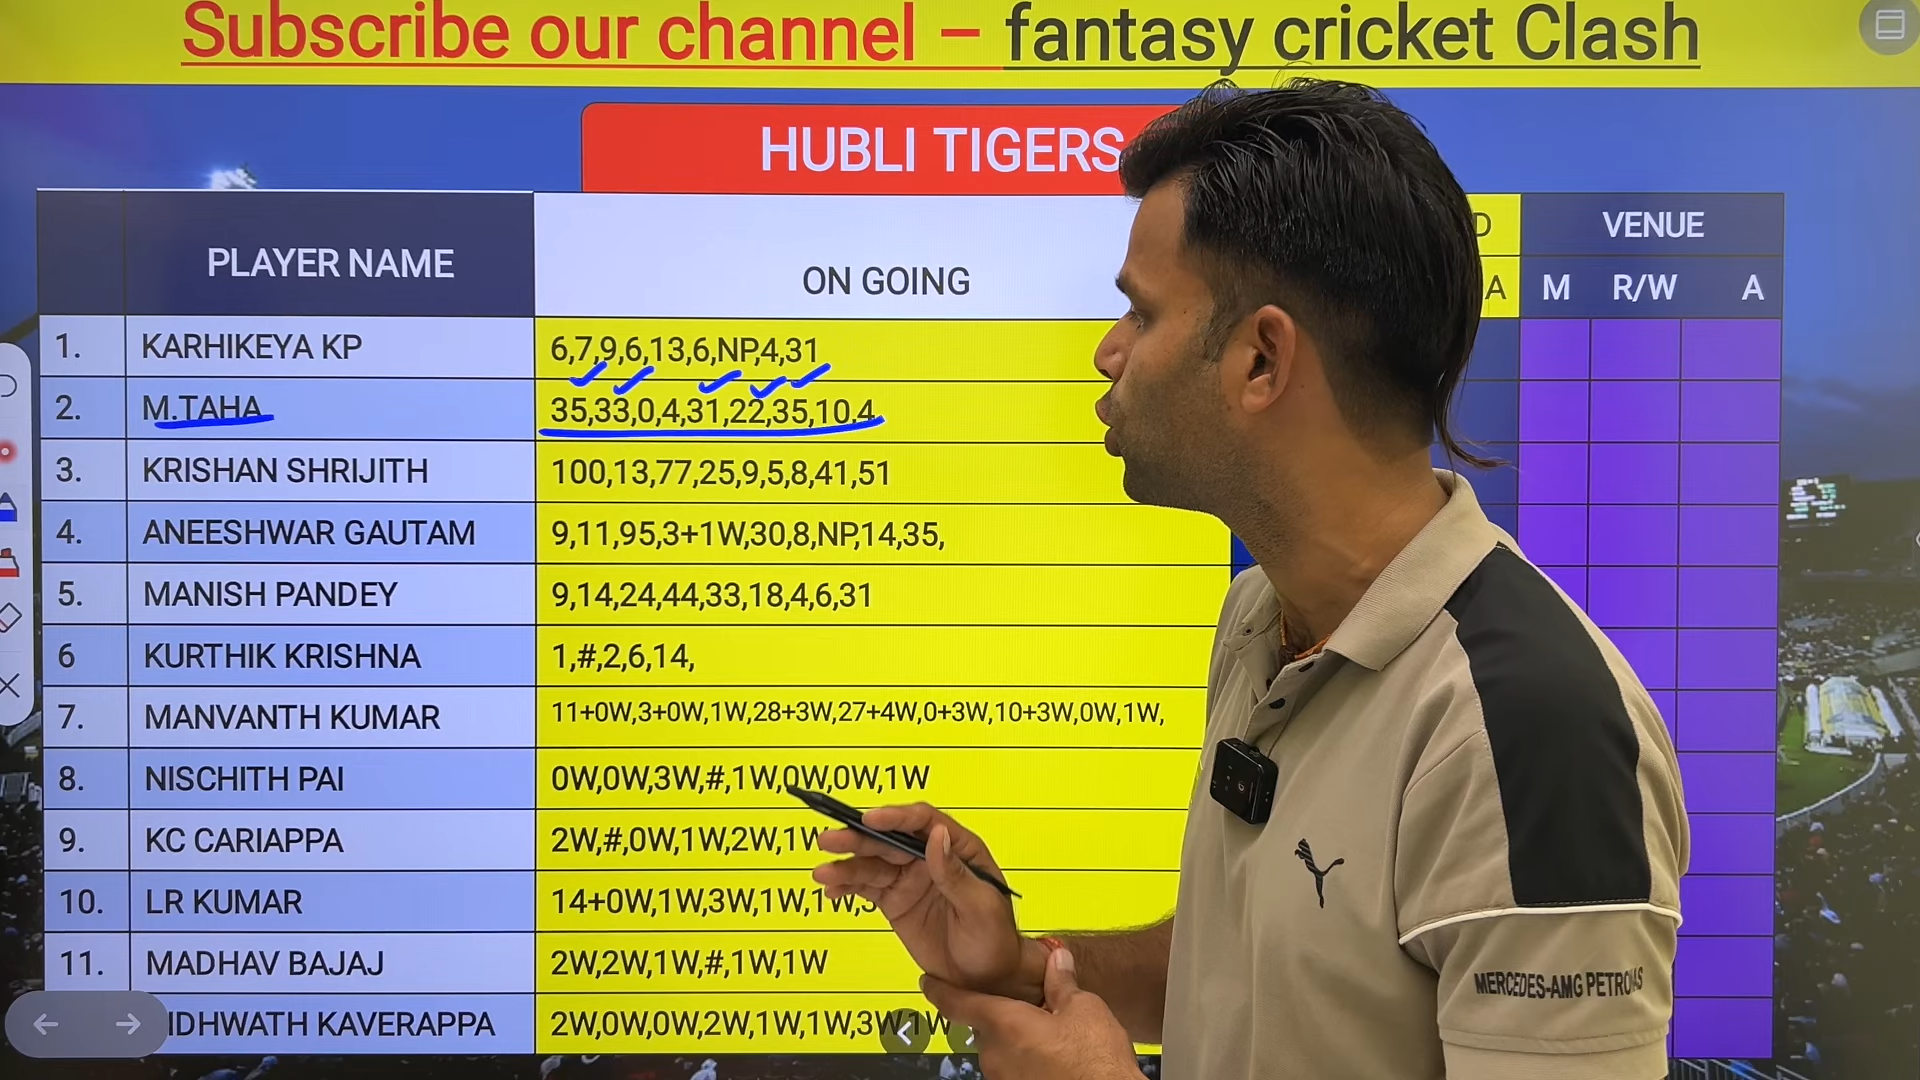 Subscribe our channel – fantasy cricket Clash
HUBLI TIGERS
PLAYER NAME
ON GOING
D
VENUE
A
M
R/W
A
1. KARHIKEYA KP 6,7,9,6,13,6,NP,4,31
2. M.TAHA 35,33,0,4,31,22,35,10,4
3. KRISHAN SHRIJITH 100,13,77,25,9,5,8,41,51
4. ANEESHWAR GAUTAM 9,11,95,3+1W,30,8,NP,14,35,
5. MANISH PANDEY 9,14,24,44,33,18,4,6,31
6 KURTHIK KRISHNA 1,#,2,6,14,
7. MANVANTH KUMAR 11+0W,3+0W,1W,28+3W,27+4W,0+3W,10+3W,0W,1W,
8. NISCHITH PAI 0W,0W,3W,#,1W,0W,0W,1W
9. KC CARIAPPA 2W,#,0W,1W,2W,1W
10. LR KUMAR 14+0W,1W,3W,1W,1W,3
11. MADHAV BAJAJ 2W,2W,1W,#,1W,1W
IDHWATH KAVERAPPA 2W,0W,0W,2W,1W,1W,3W,1W
MERCEDES-AMG PETRONAS